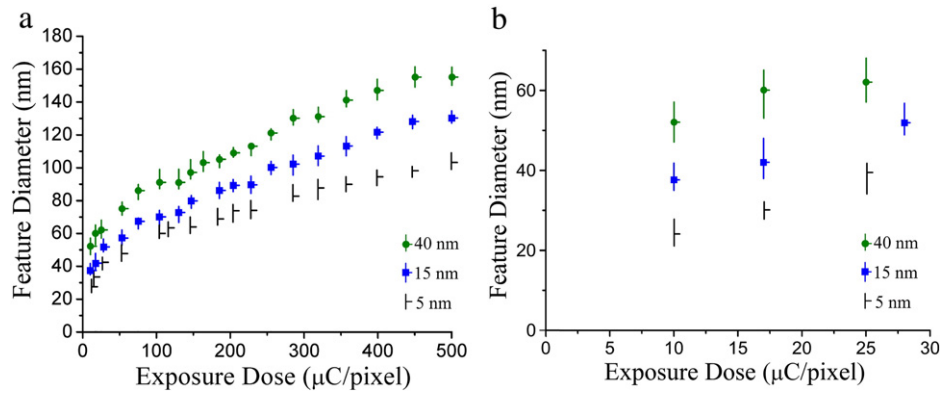 a
Feature Diameter (nm)
180
160
140
120
100
80
60
40
20
0
0 100 200 300 400 500
Exposure Dose (μC/pixel)
40 nm
15 nm
5 nm
b
Feature Diameter (nm)
60
40
20
0
0 5 10 15 20 25 30
Exposure Dose (μC/pixel)
40 nm
15 nm
5 nm